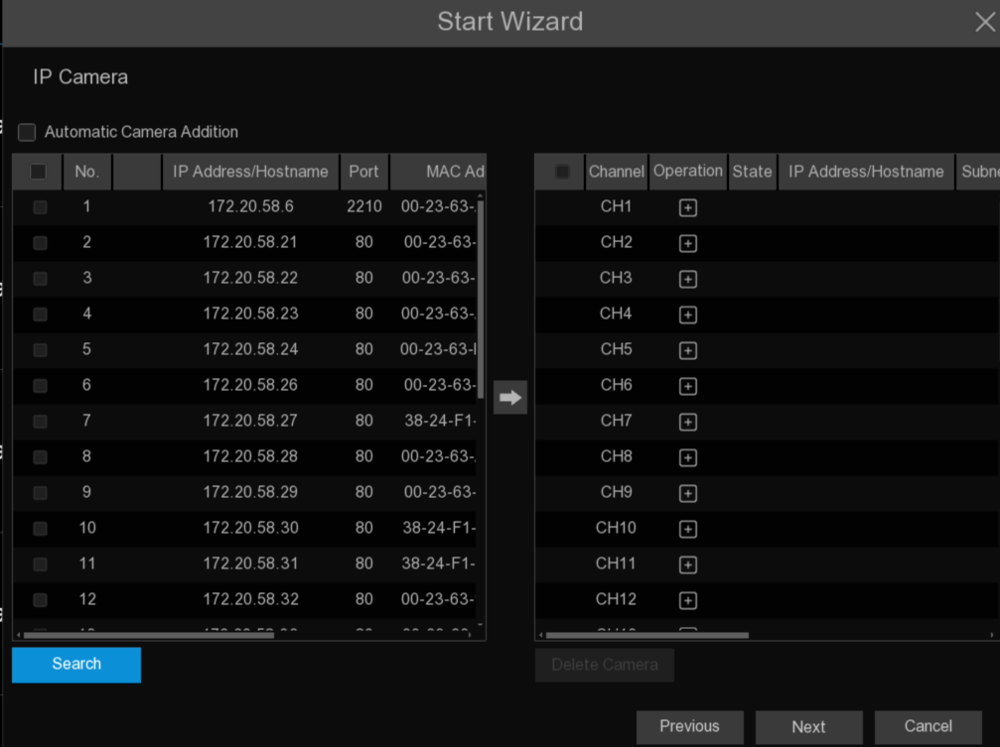 Start Wizard
IP Camera
Automatic Camera Addition
No. IP Address/Hostname Port MAC Ad
1 172.20.58.6 2210 00-23-63-
2 172.20.58.21 80 00-23-63-
3 172.20.58.22 80 00-23-63-
4 172.20.58.23 80 00-23-63-
5 172.20.58.24 80 00-23-63-
6 172.20.58.26 80 00-23-63-
7 172.20.58.27 80 38-24-F1-
8 172.20.58.28 80 00-23-63-
9 172.20.58.29 80 00-23-63-
10 172.20.58.30 80 38-24-F1-
11 172.20.58.31 80 38-24-F1-
12 172.20.58.32 80 00-23-63-
Search
Channel Operation State IP Address/Hostname Subne
CH1
CH2
CH3
CH4
CH5
CH6
CH7
CH8
CH9
CH10
CH11
CH12
Delete Camera
Previous Next Cancel